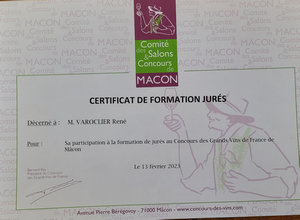 Comité
des Salons
& Concours
de
MACON
CERTIFICAT DE FORMATION JURÉS
Décerné à : M. VAROCLIER René
Pour : Sa participation à la formation de jurés au Concours des Grands Vins de France de
Mâcon
Le 13 février 2023
Avenue Pierre Bérégovoy - 71000 Mâcon - www.concours-des-vins.com